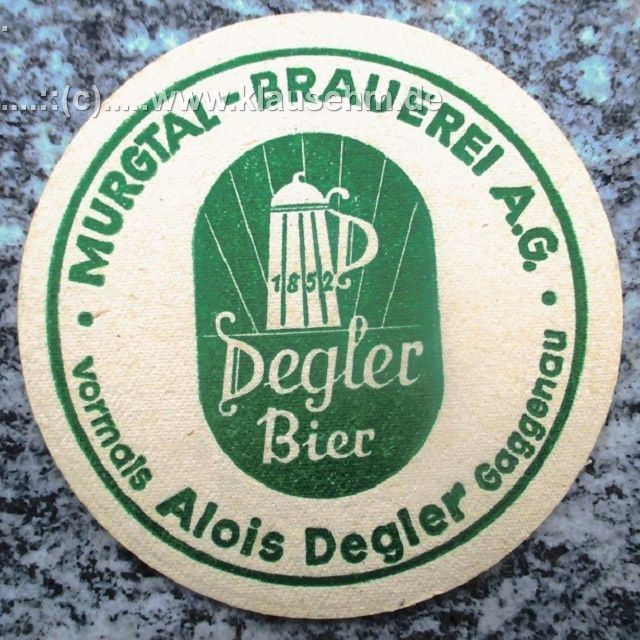 .....::(c).....www.klausehm.de
• MURGTAL-BRAUEREI A.G. •
1852
Degler
Bier
vormals Alois Degler Gaggenau